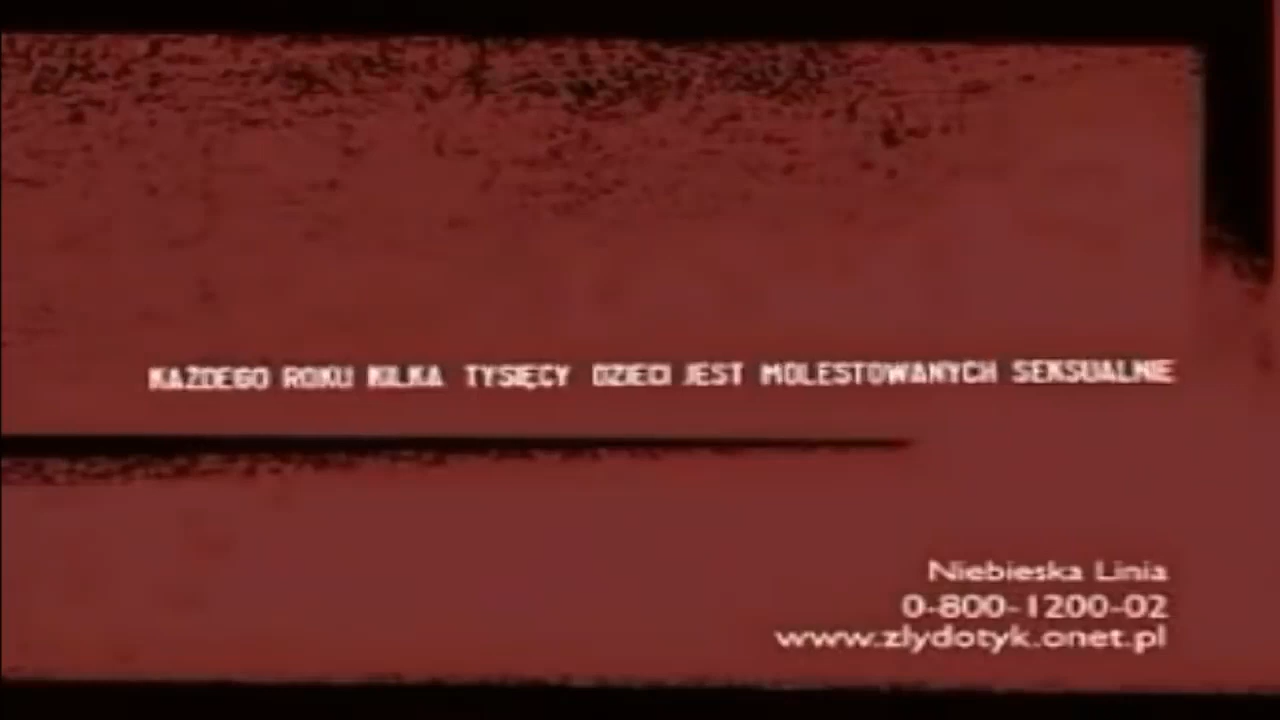 KAŻDEGO ROKU KILKA TYSIĘCY DZIECI JEST MOLESTOWANYCH SEKSUALNIE
Niebieska Linia
0-800-1200-02
www.zlydotyk.onet.pl